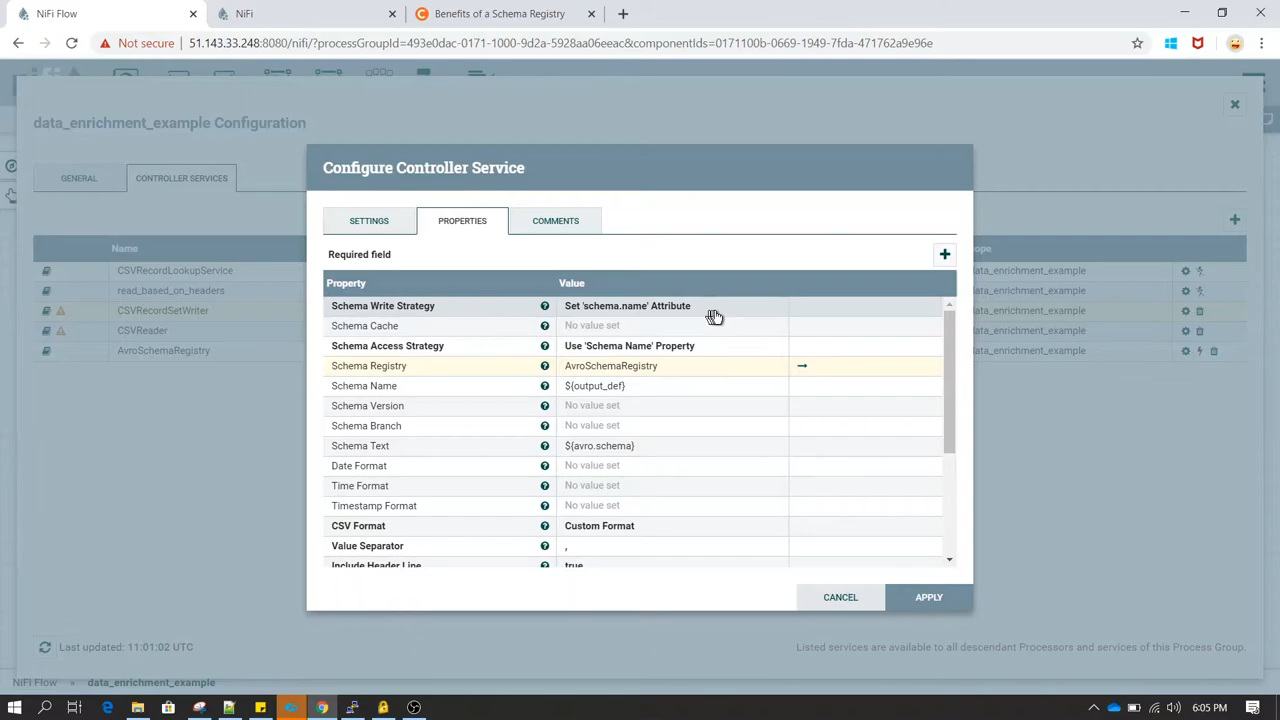 NiFi Flow
NiFi
Benefits of a Schema Registry
Not secure
51.143.33.248:8080/nifi/?processGroupId=493e0dac-0171-1000-9d2a-5928aa06eeac&componentIds=0171100b-0669-1949-7fda-471762a9e96e
data_enrichment_example Configuration
GENERAL
CONTROLLER SERVICES
Name
CSVRecordLookupService
read_based_on_headers
CSVRecordSetWriter
CSVReader
AvroSchemaRegistry
Configure Controller Service
SETTINGS
PROPERTIES
COMMENTS
Required field
Property Value
Schema Write Strategy Set 'schema.name' Attribute
Schema Cache No value set
Schema Access Strategy Use 'Schema Name' Property
Schema Registry AvroSchemaRegistry
Schema Name ${output_def}
Schema Version No value set
Schema Branch No value set
Schema Text ${avro.schema}
Date Format No value set
Time Format No value set
Timestamp Format No value set
CSV Format Custom Format
Value Separator ,
Include Header Line true
CANCEL
APPLY
cope
data_enrichment_example
data_enrichment_example
data_enrichment_example
data_enrichment_example
data_enrichment_example
Last updated: 11:01:02 UTC
Listed services are available to all descendant Processors and services of this Process Group.
NiFi Flow » data_enrichment_example
6:05 PM